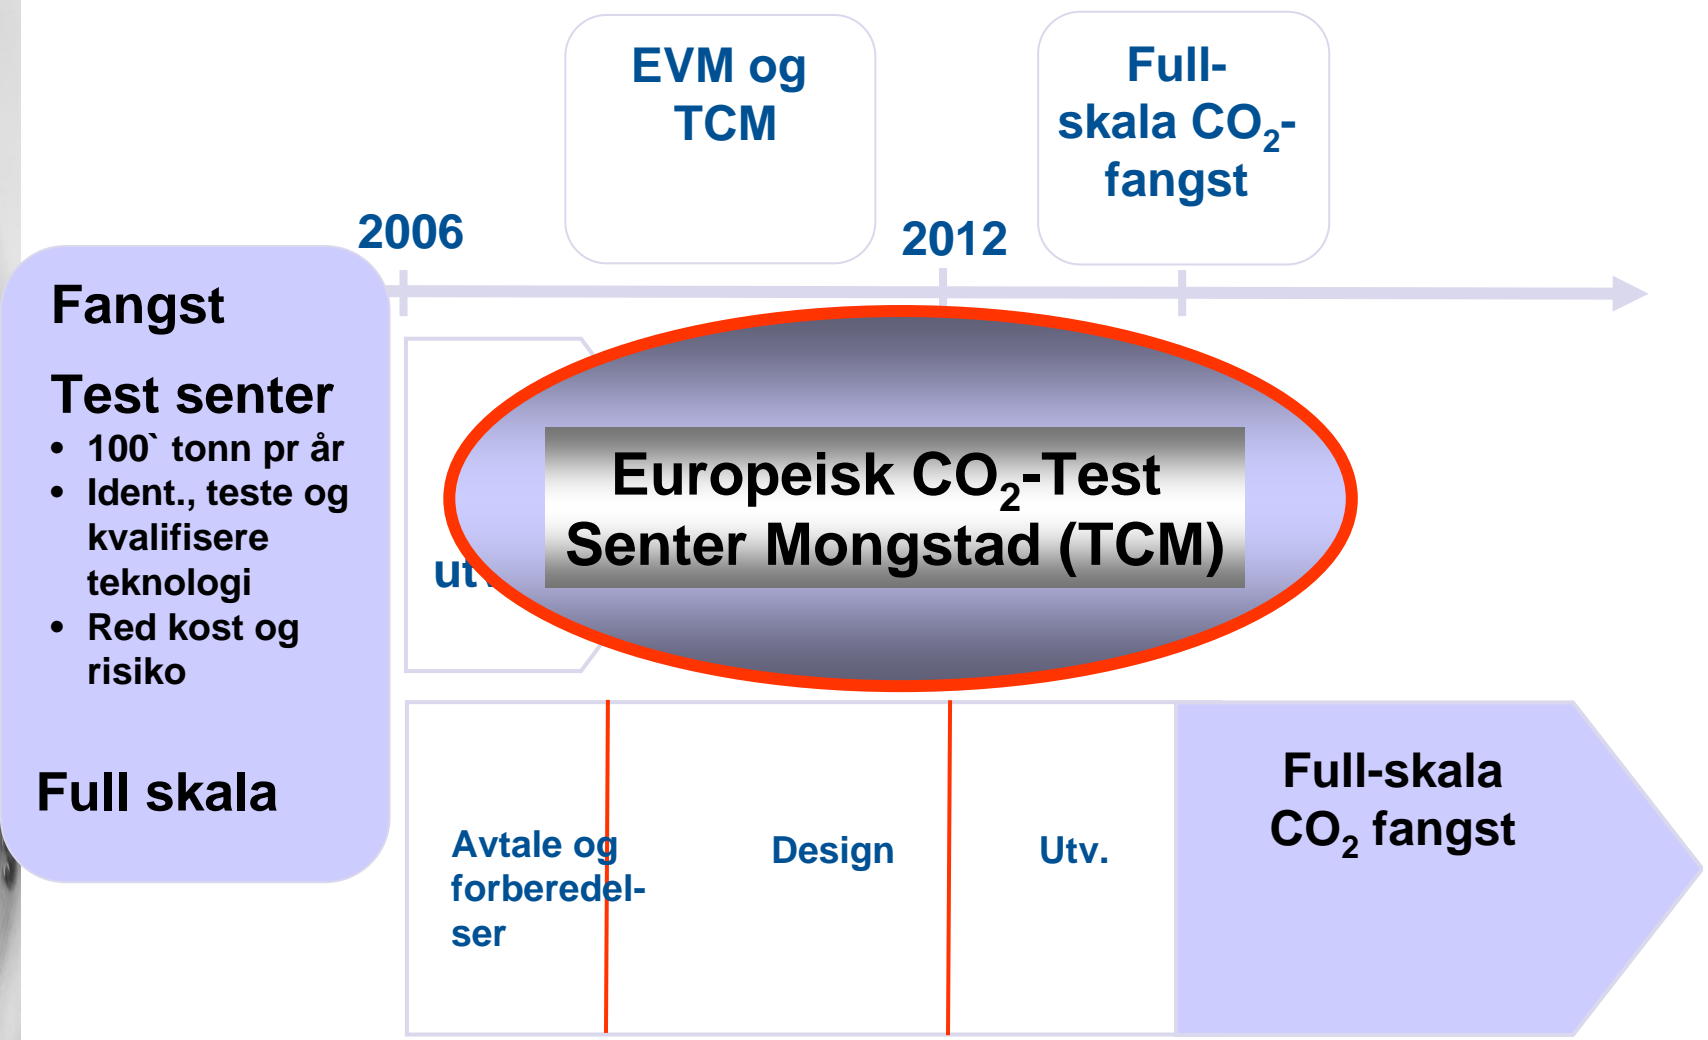 EVM og
TCM
Full-
skala CO₂-
fangst
2006
2012
Fangst
Test senter
• 100` tonn pr år
• Ident., teste og
kvalifisere
teknologi
• Red kost og
risiko
Full skala
Europeisk CO₂-Test
Senter Mongstad (TCM)
Avtale og
forberedel-
ser
Design
Utv.
Full-skala
CO₂ fangst